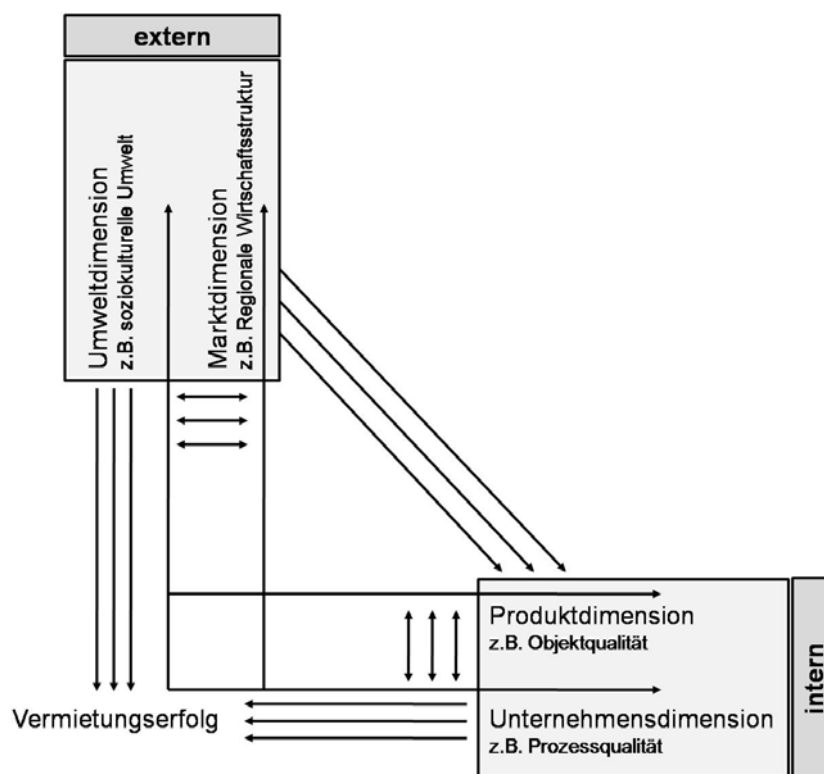 extern
Umweltdimension
z.B. soziokulturelle Umwelt
Marktdimension
z.B. Regionale Wirtschaftsstruktur
Produktdimension
z.B. Objektqualität
Vermietungserfolg
Unternehmensdimension
z.B. Prozessqualität
intern